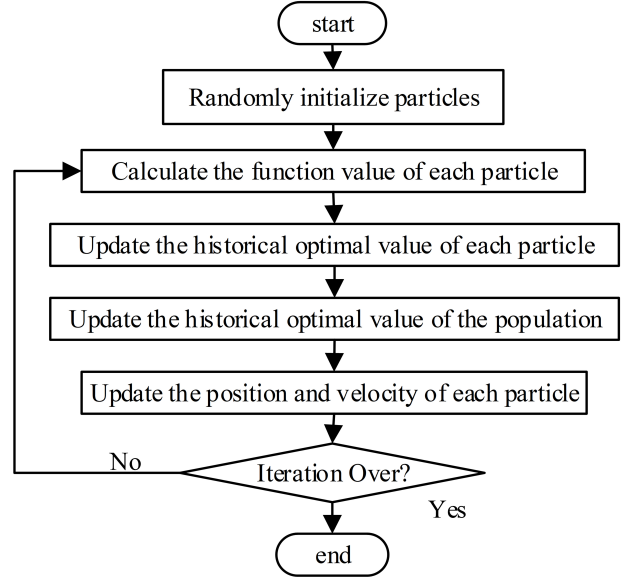 start
Randomly initialize particles
Calculate the function value of each particle
Update the historical optimal value of each particle
Update the historical optimal value of the population
Update the position and velocity of each particle
No
Iteration Over?
Yes
end